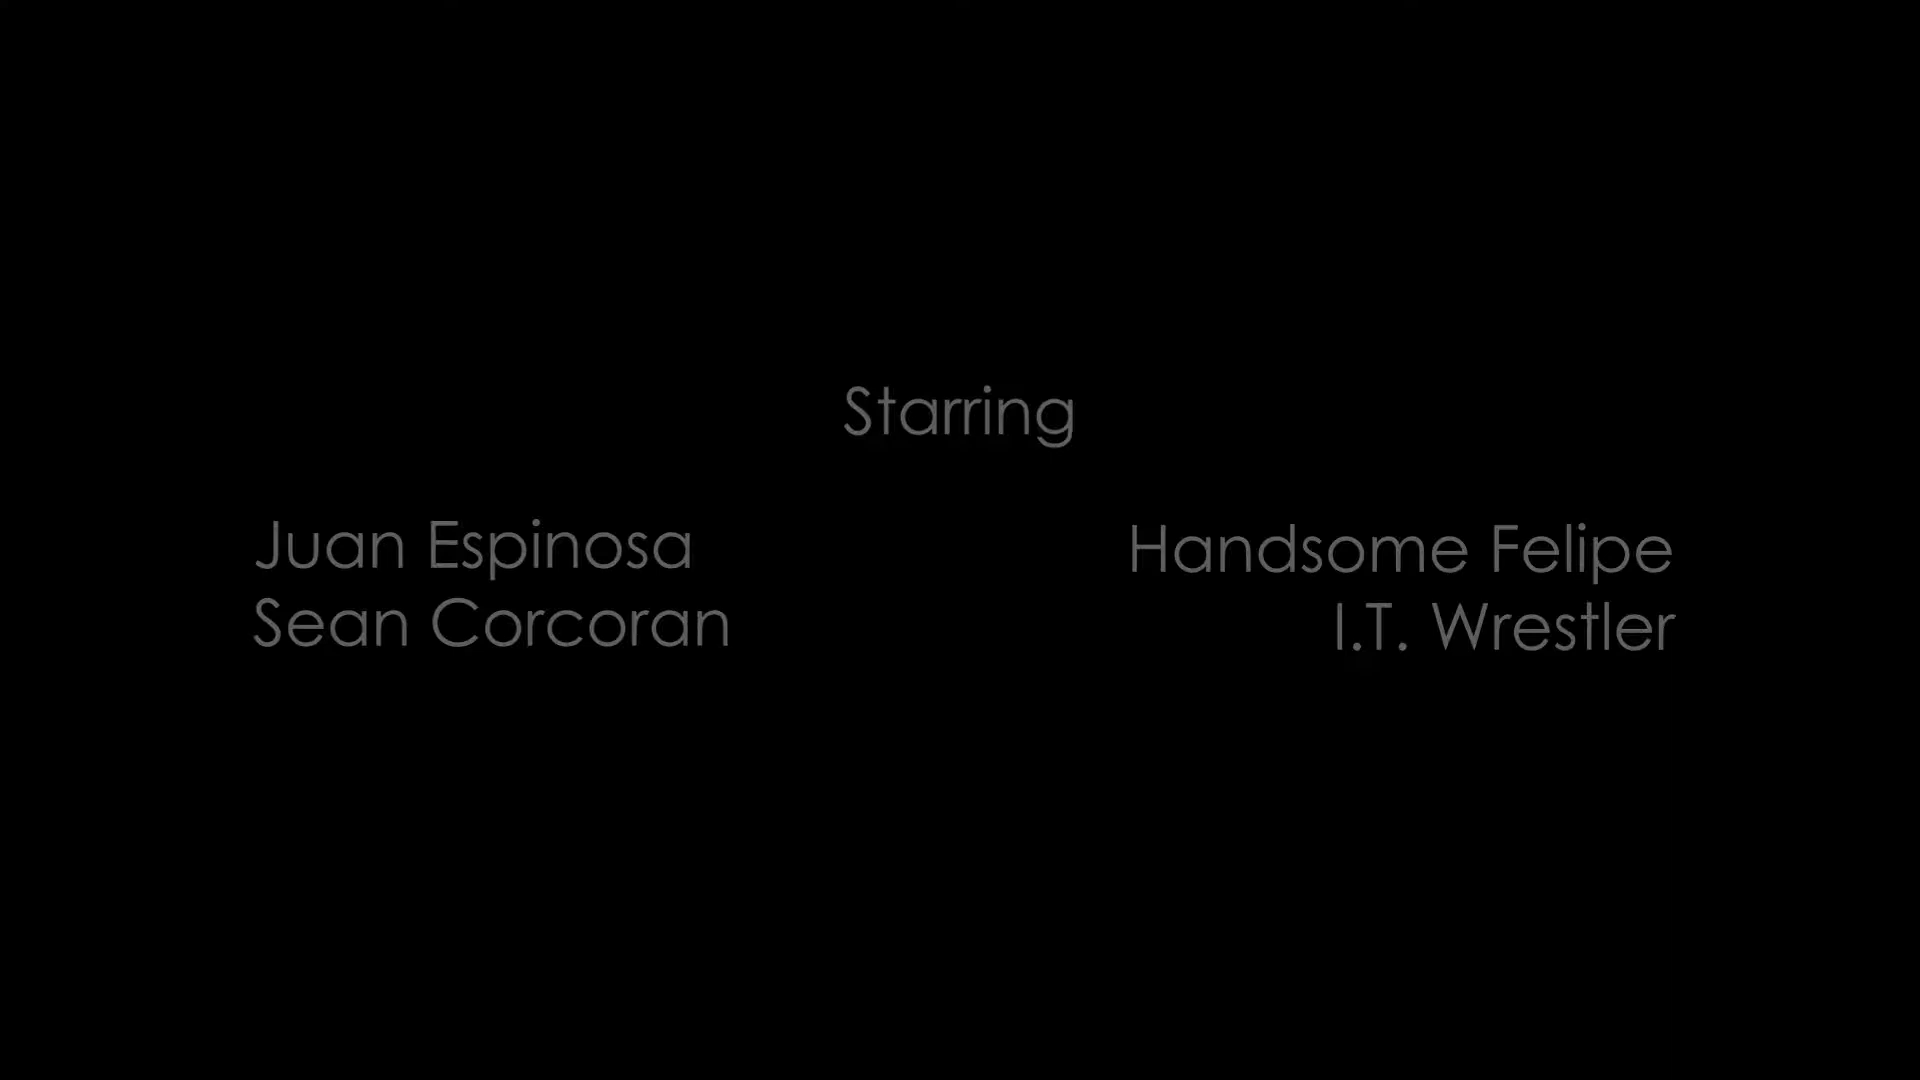 Starring
Juan Espinosa Handsome Felipe
Sean Corcoran I.T. Wrestler